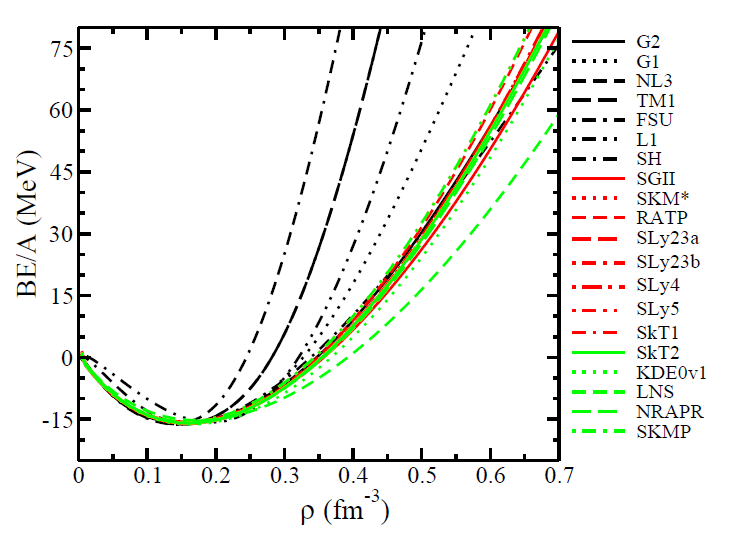 75
60
45
30
15
0
-15
BE/A (MeV)
0
0.1
0.2
0.3
0.4
0.5
0.6
0.7
ρ (fm⁻³)
G2
G1
NL3
TM1
FSU
L1
SH
SGII
SKM*
RATP
SLy23a
SLy23b
SLy4
SLy5
SkT1
SkT2
KDE0v1
LNS
NRAPR
SKMP